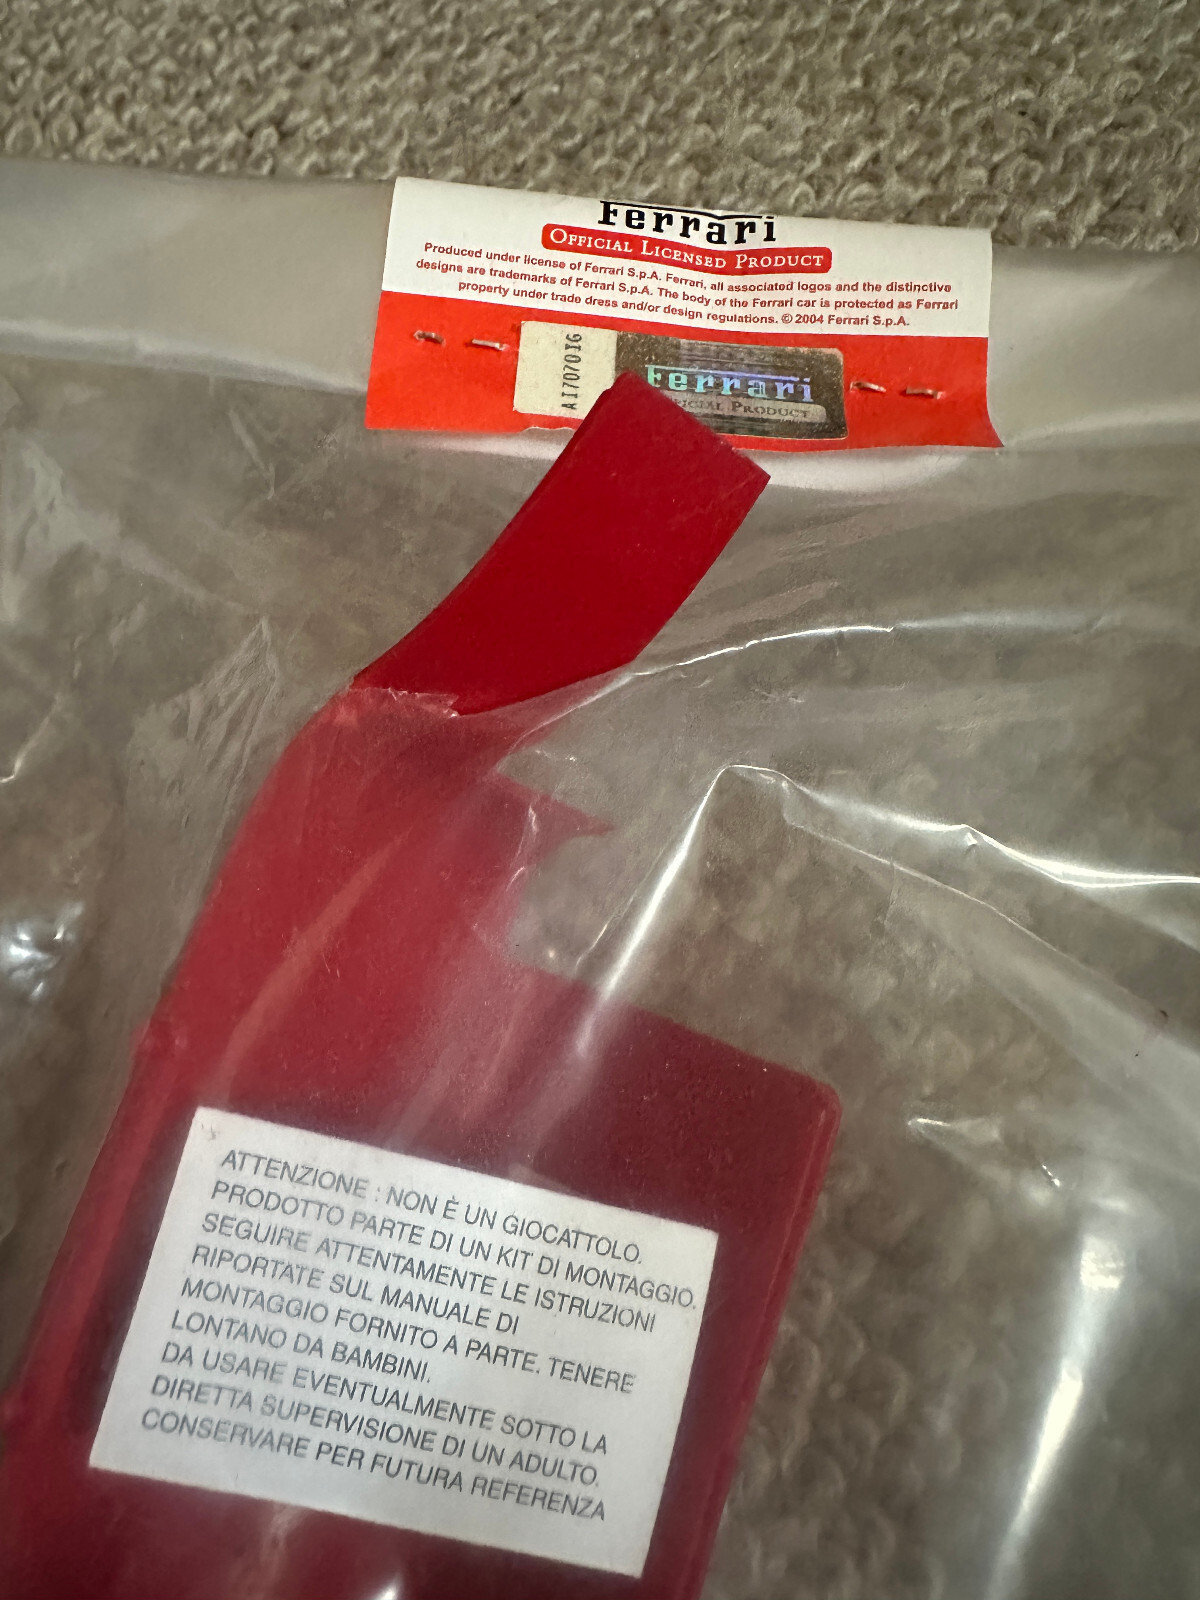 Ferrari
OFFICIAL LICENSED PRODUCT
Produced under license of Ferrari S.p.A. Ferrari, all associated logos and the distinctive
designs are trademarks of Ferrari S.p.A. The body of the Ferrari car is protected as Ferrari
property under trade dress and/or design regulations. © 2004 Ferrari S.p.A.
AI7070IG
Ferrari
PRODUCT
ATTENZIONE : NON È UN GIOCATTOLO.
PRODOTTO PARTE DI UN KIT DI MONTAGGIO.
SEGUIRE ATTENTAMENTE LE ISTRUZIONI
RIPORTATE SUL MANUALE DI
MONTAGGIO FORNITO A PARTE. TENERE
LONTANO DA BAMBINI.
DA USARE EVENTUALMENTE SOTTO LA
DIRETTA SUPERVISIONE DI UN ADULTO.
CONSERVARE PER FUTURA REFERENZA